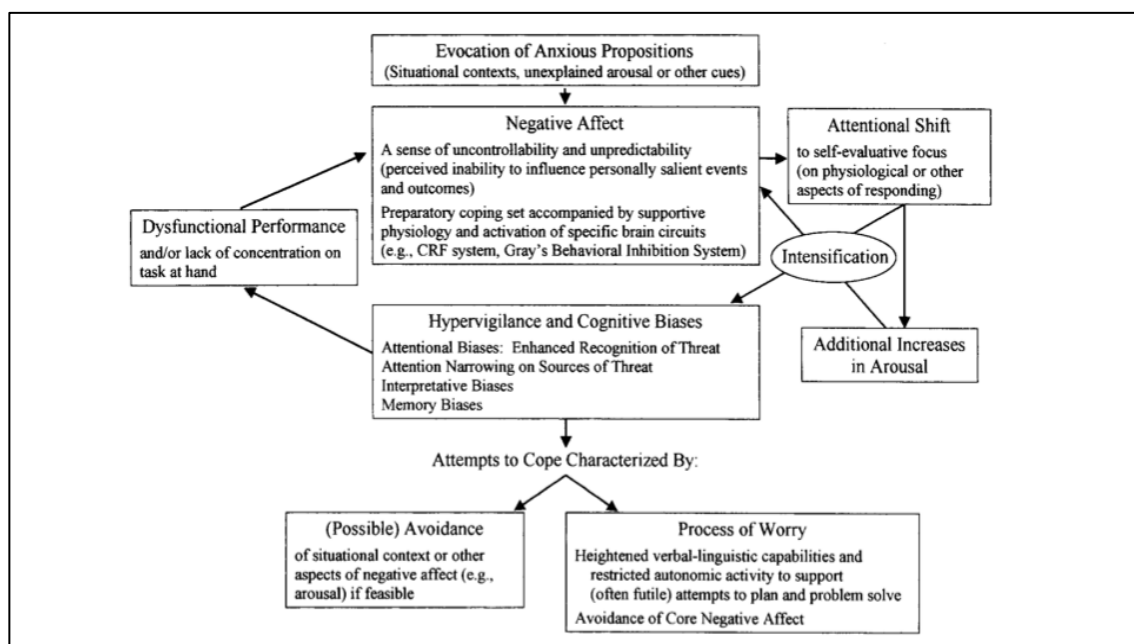 Evocation of Anxious Propositions
(Situational contexts, unexplained arousal or other cues)
Negative Affect
A sense of uncontrollability and unpredictability
(perceived inability to influence personally salient events
and outcomes)
Preparatory coping set accompanied by supportive
physiology and activation of specific brain circuits
(e.g., CRF system, Gray's Behavioral Inhibition System)
Attentional Shift
to self-evaluative focus
(on physiological or other
aspects of responding)
Dysfunctional Performance
and/or lack of concentration on
task at hand
Intensification
Hypervigilance and Cognitive Biases
Attentional Biases: Enhanced Recognition of Threat
Attention Narrowing on Sources of Threat
Interpretative Biases
Memory Biases
Additional Increases
in Arousal
Attempts to Cope Characterized By:
(Possible) Avoidance
of situational context or other
aspects of negative affect (e.g.,
arousal) if feasible
Process of Worry
Heightened verbal-linguistic capabilities and
restricted autonomic activity to support
(often futile) attempts to plan and problem solve
Avoidance of Core Negative Affect